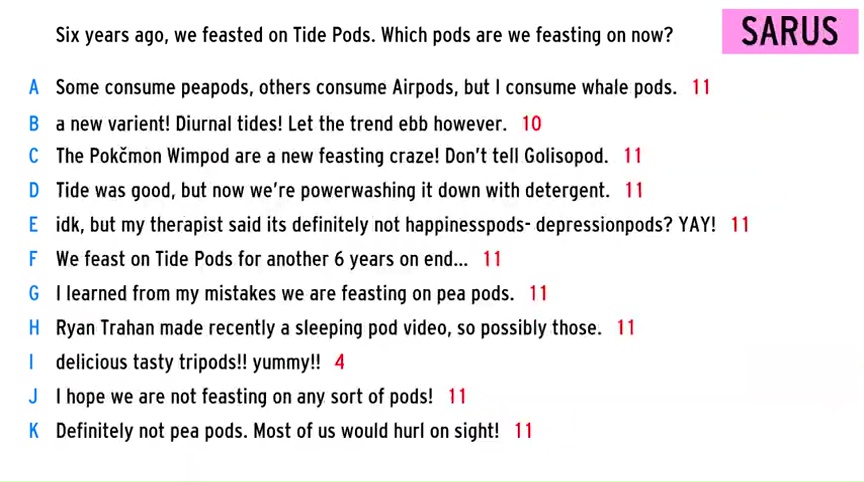 Six years ago, we feasted on Tide Pods. Which pods are we feasting on now?
SARUS
A Some consume peapods, others consume Airpods, but I consume whale pods. 11
B a new varient! Diurnal tides! Let the trend ebb however. 10
C The Pokčmon Wimpod are a new feasting craze! Don't tell Golisopod. 11
D Tide was good, but now we're powerwashing it down with detergent. 11
E idk, but my therapist said its definitely not happinesspods- depressionpods? YAY! 11
F We feast on Tide Pods for another 6 years on end... 11
G I learned from my mistakes we are feasting on pea pods. 11
H Ryan Trahan made recently a sleeping pod video, so possibly those. 11
I delicious tasty tripods!! yummy!! 4
J I hope we are not feasting on any sort of pods! 11
K Definitely not pea pods. Most of us would hurl on sight! 11